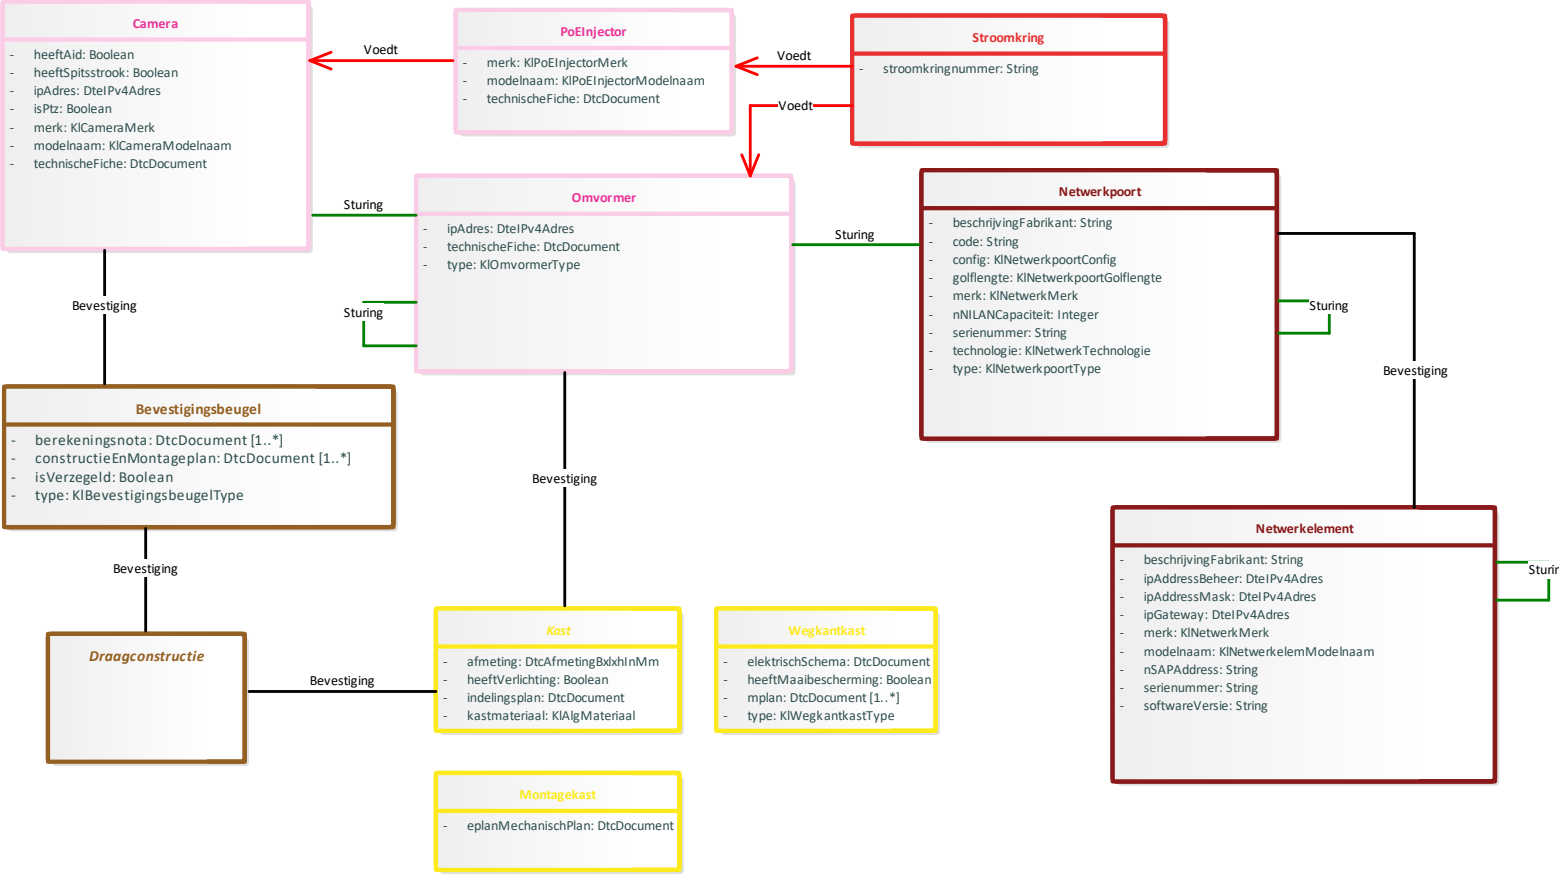 Camera
- heeftAid: Boolean
- heeftSpitsstrook: Boolean
- ipAdres: DteIPv4Adres
- isPtz: Boolean
- merk: KlCameraMerk
- modelnaam: KlCameraModelnaam
- technischeFiche: DtcDocument
Voedt
PoEInjector
- merk: KlPoEInjectorMerk
- modelnaam: KlPoEInjectorModelnaam
- technischeFiche: DtcDocument
Voedt
Voedt
Stroomkring
- stroomkringnummer: String
Sturing
Omvormer
- ipAdres: DteIPv4Adres
- technischeFiche: DtcDocument
- type: KlOmvormerType
Sturing
Sturing
Netwerkpoort
- beschrijvingFabrikant: String
- code: String
- config: KlNetwerkpoortConfig
- golflengte: KlNetwerkpoortGolflengte
- merk: KlNetwerkMerk
- nNILANCapaciteit: Integer
- serienummer: String
- technologie: KlNetwerkTechnologie
- type: KlNetwerkpoortType
Sturing
Bevestiging
Bevestiging
Bevestigingsbeugel
- berekeningsnota: DtcDocument [1..*]
- constructieEnMontageplan: DtcDocument [1..*]
- isVerzegeld: Boolean
- type: KlBevestigingsbeugelType
Bevestiging
Bevestiging
Netwerkelement
- beschrijvingFabrikant: String
- ipAddressBeheer: DteIPv4Adres
- ipAddressMask: DteIPv4Adres
- ipGateway: DteIPv4Adres
- merk: KlNetwerkMerk
- modelnaam: KlNetwerkelemModelnaam
- nSAPAddress: String
- serienummer: String
- softwareVersie: String
Draagconstructie
Bevestiging
Kast
- afmeting: DtcAfmetingBxlxhInMm
- heeftVerlichting: Boolean
- indelingsplan: DtcDocument
- kastmateriaal: KlAlgMateriaal
Wegkantkast
- elektrischSchema: DtcDocument
- heeftMaaibescherming: Boolean
- mplan: DtcDocument [1..*]
- type: KlWegkantkastType
Montagekast
- eplanMechanischPlan: DtcDocument